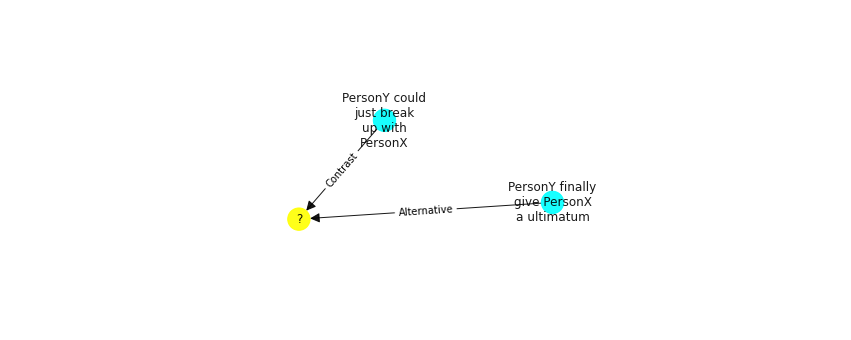 PersonY could
just break
up with
PersonX
Contrast
PersonY finally
give PersonX
a ultimatum
Alternative
?